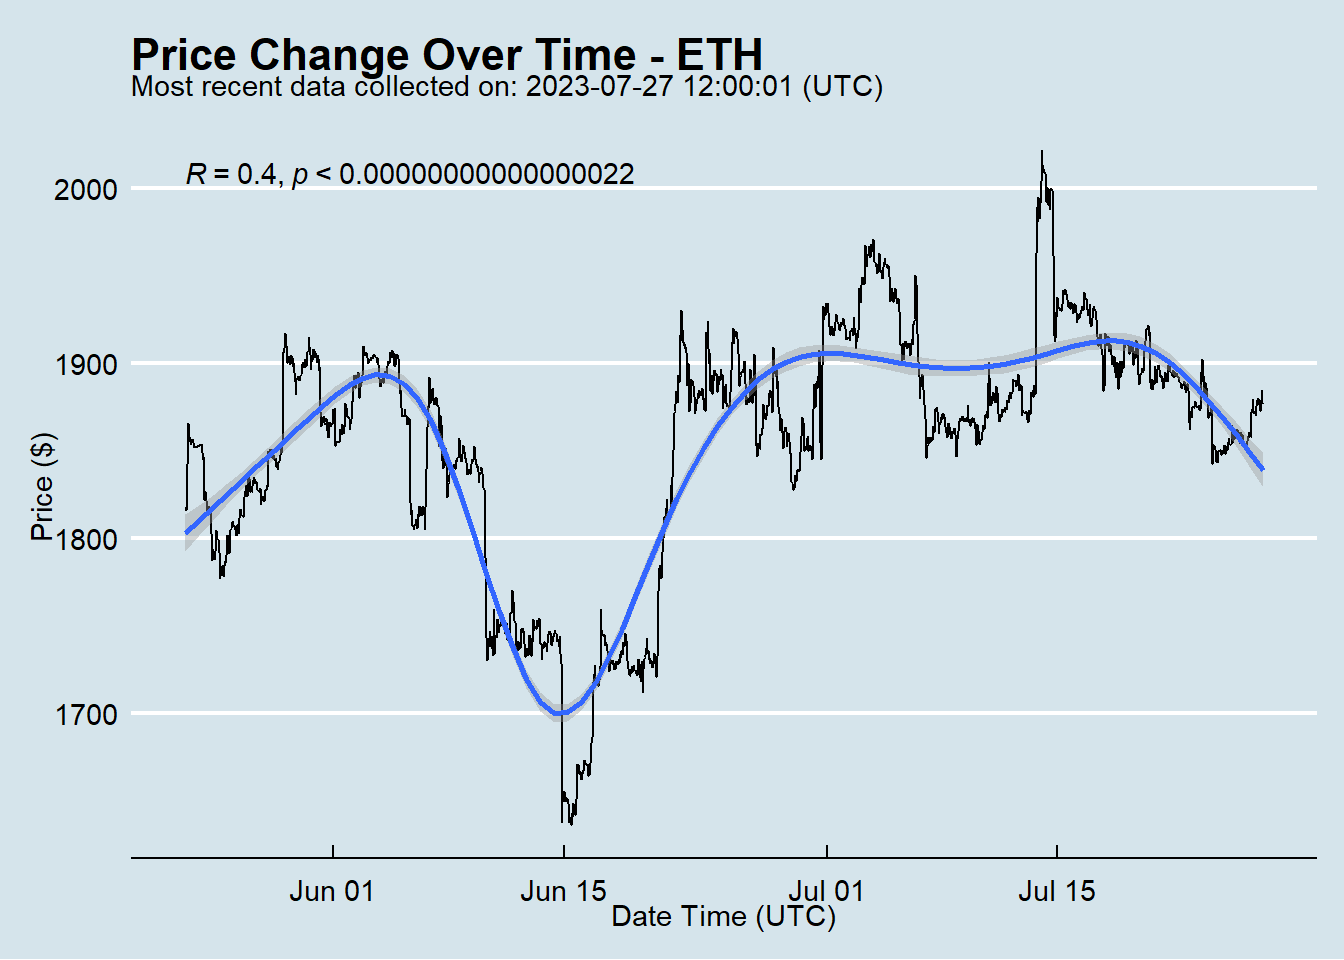 Price Change Over Time - ETH
Most recent data collected on: 2023-07-27 12:00:01 (UTC)
R = 0.4, p < 0.00000000000000022
2000
1900
1800
1700
Price ($)
Jun 01
Jun 15
Jul 01
Jul 15
Date Time (UTC)